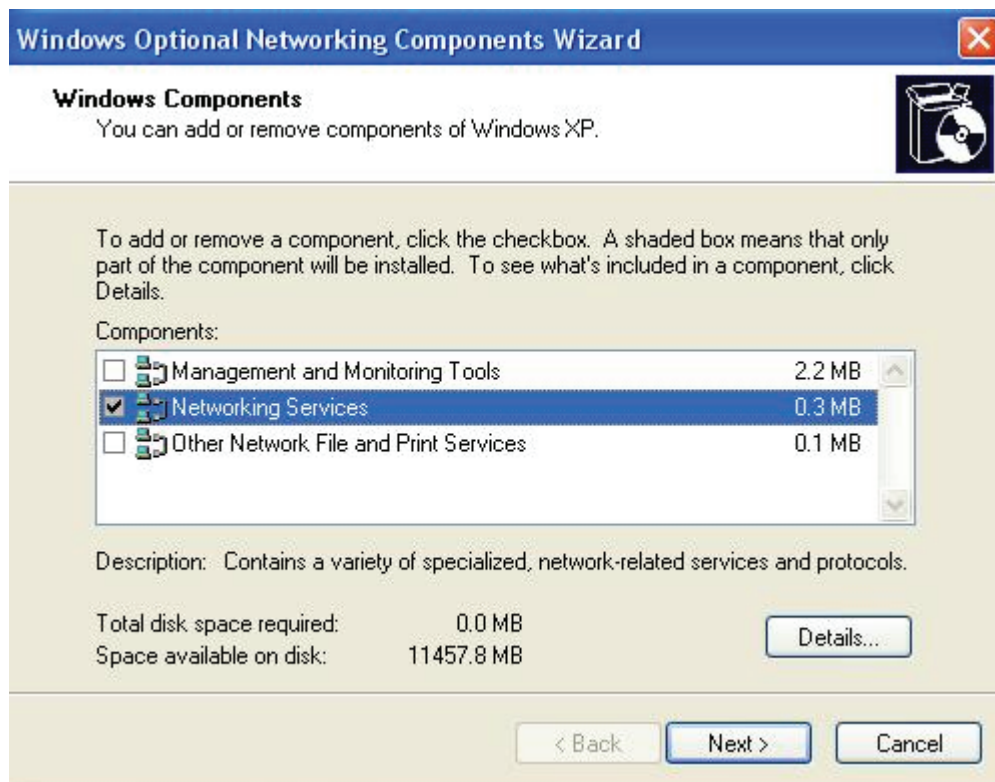 Windows Optional Networking Components Wizard
Windows Components
You can add or remove components of Windows XP.
To add or remove a component, click the checkbox. A shaded box means that only
part of the component will be installed. To see what's included in a component, click
Details.
Components:
Management and Monitoring Tools 2.2 MB
Networking Services 0.3 MB
Other Network File and Print Services 0.1 MB
Description: Contains a variety of specialized, network-related services and protocols.
Total disk space required: 0.0 MB
Space available on disk: 11457.8 MB
Details...
< Back Next > Cancel